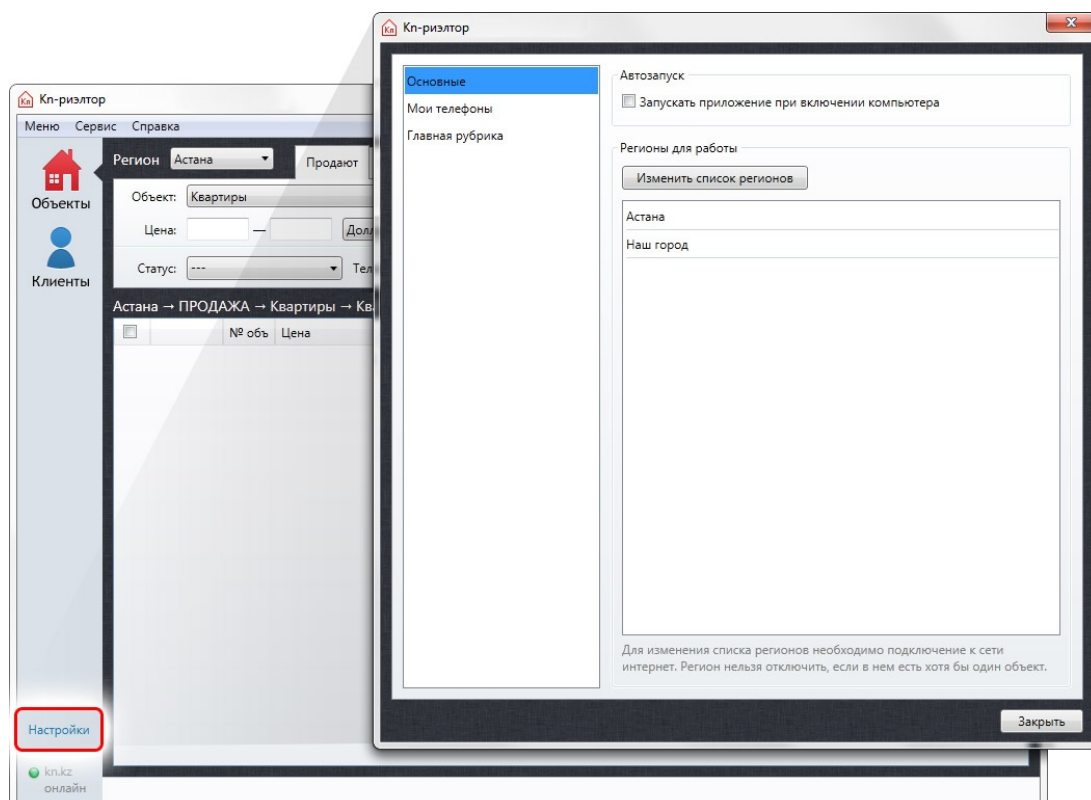 Kn-риэлтор
Основные
Мои телефоны
Главная рубрика
Автозапуск
Запускать приложение при включении компьютера
Регионы для работы
Изменить список регионов
Астана
Наш город
Для изменения списка регионов необходимо подключение к сети
интернет. Регион нельзя отключить, если в нем есть хотя бы один объект.
Закрыть
Kn-риэлтор
Меню Сервис Справка
Объекты
Клиенты
Регион Астана Продают
Объект: Квартиры
Цена: —
Статус: ---
Астана → ПРОДАЖА → Квартиры →
№ объ Цена
Настройки
kn.kz
онлайн